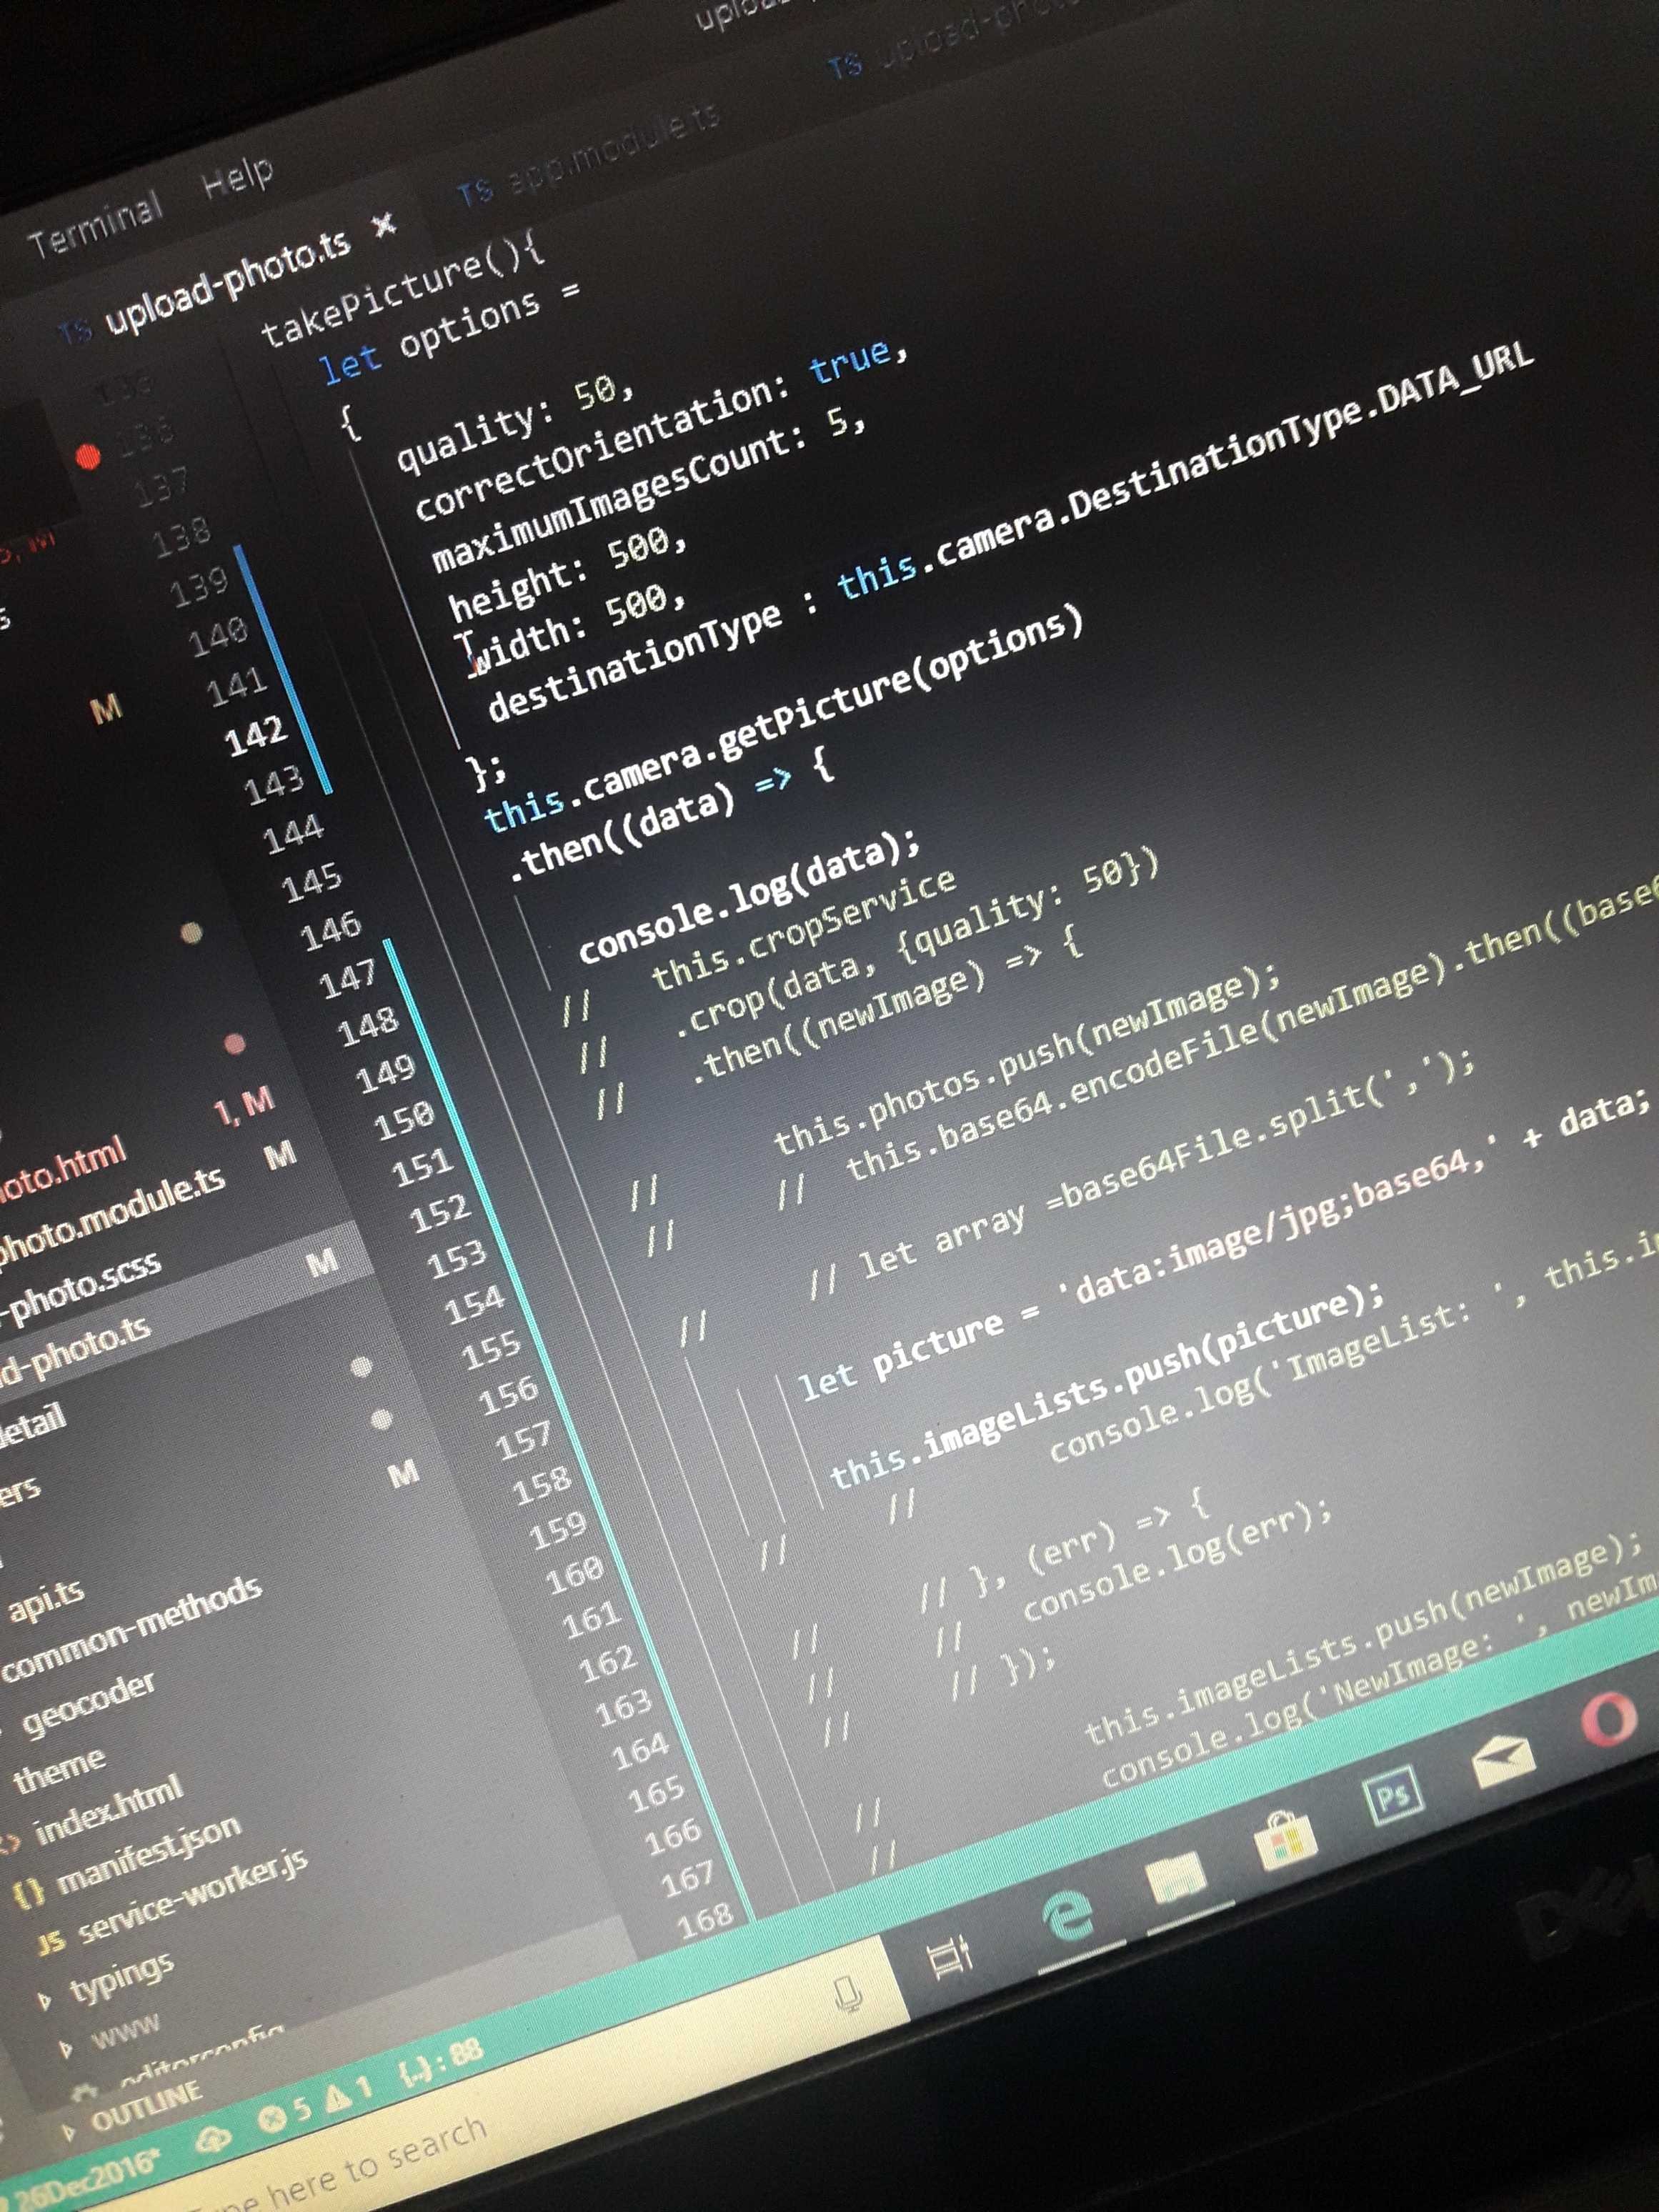 Terminal Help
TS upload-photo.ts × TS app.module.ts TS
takePicture(){
let options =
{
quality: 50,
correctOrientation: true,
maximumImagesCount: 5,
height: 500,
width: 500,
destinationType : this.camera.DestinationType.DATA_URL
};
this.camera.getPicture(options)
.then((data) => {
console.log(data);
// this.cropService
// .crop(data, {quality: 50})
// .then((newImage) => {
// this.photos.push(newImage);
// // this.base64.encodeFile(newImage).then((base6
// // let array =base64File.split(',');
let picture = 'data:image/jpg;base64,' + data;
this.imageLists.push(picture);
// // console.log('ImageList: ', this.i
// // }, (err) => {
// // console.log(err);
// // });
// this.imageLists.push(newImage);
// console.log('NewImage: ', newIm
137
138
139
140
141
142
143
144
145
146
147
148
149
150
151
152
153
154
155
156
157
158
159
160
161
162
163
164
165
166
167
168
M
oto.html 1, M
photo.module.ts M
-photo.scss
d-photo.ts M
etail
ers
M
api.ts
common-methods
geocoder
theme
<> index.html
{} manifest.json
JS service-worker.js
typings
www
OUTLINE
26Dec2016* 5 1 {..} : 88
here to search
Ps
DELL